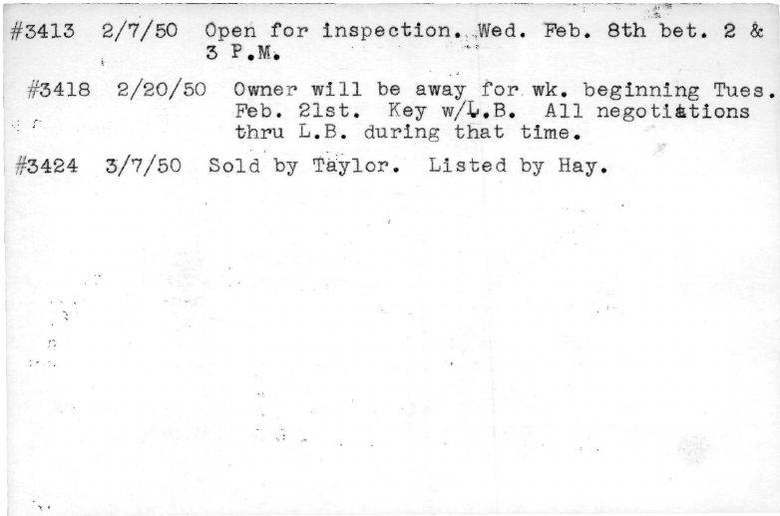 #3413 2/7/50 Open for inspection. Wed. Feb. 8th bet. 2 &
3 P.M.
#3418 2/20/50 Owner will be away for wk. beginning Tues.
Feb. 21st. Key w/L.B. All negotiations
thru L.B. during that time.
#3424 3/7/50 Sold by Taylor. Listed by Hay.